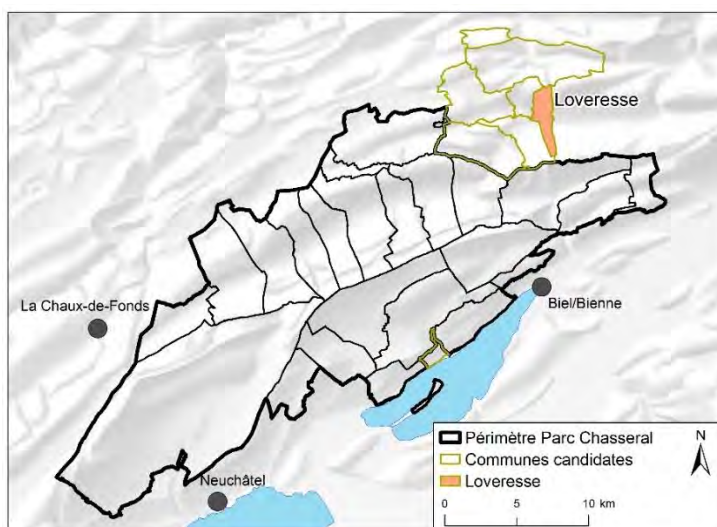 Loveresse
La Chaux-de-Fonds
Biel/Bienne
Neuchâtel
Périmètre Parc Chasseral
Communes candidates
Loveresse
N
0 5 10 km